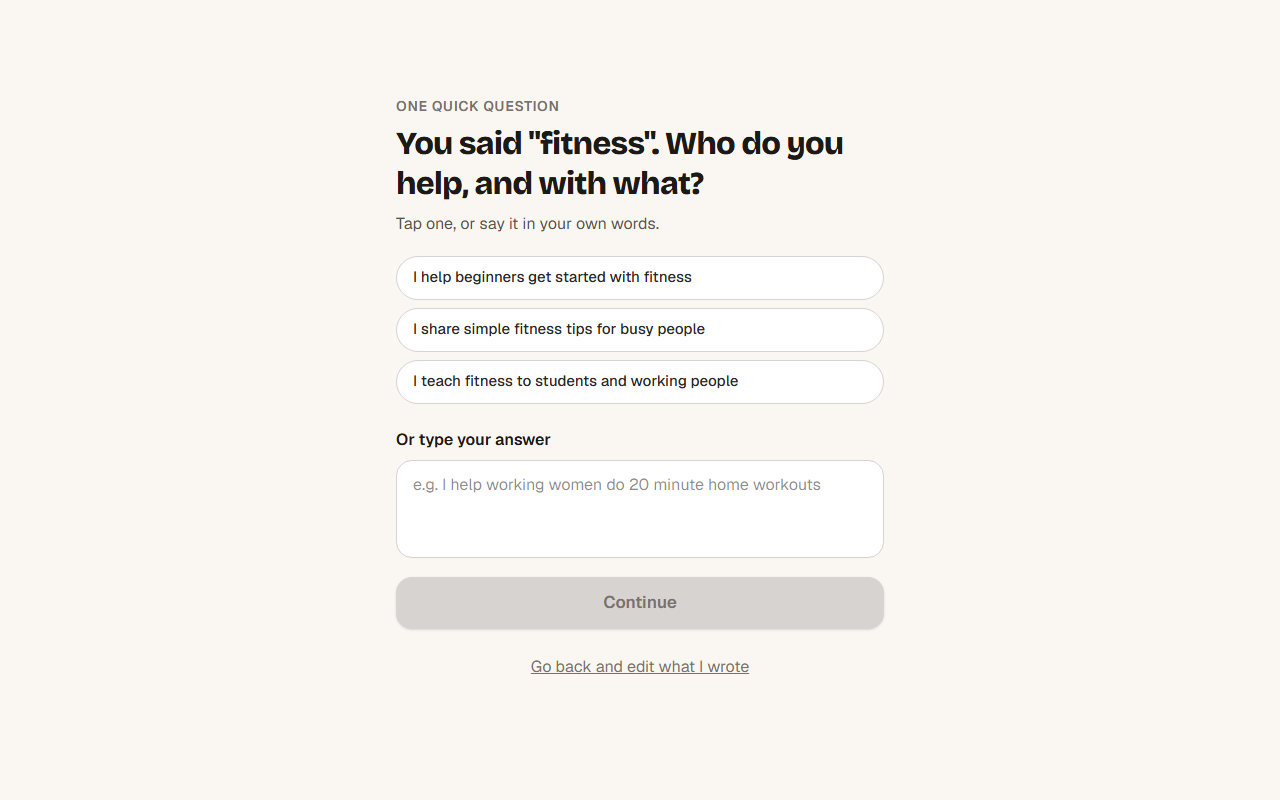 ONE QUICK QUESTION
You said "fitness". Who do you
help, and with what?
Tap one, or say it in your own words.
I help beginners get started with fitness
I share simple fitness tips for busy people
I teach fitness to students and working people
Or type your answer
e.g. I help working women do 20 minute home workouts
Continue
Go back and edit what I wrote